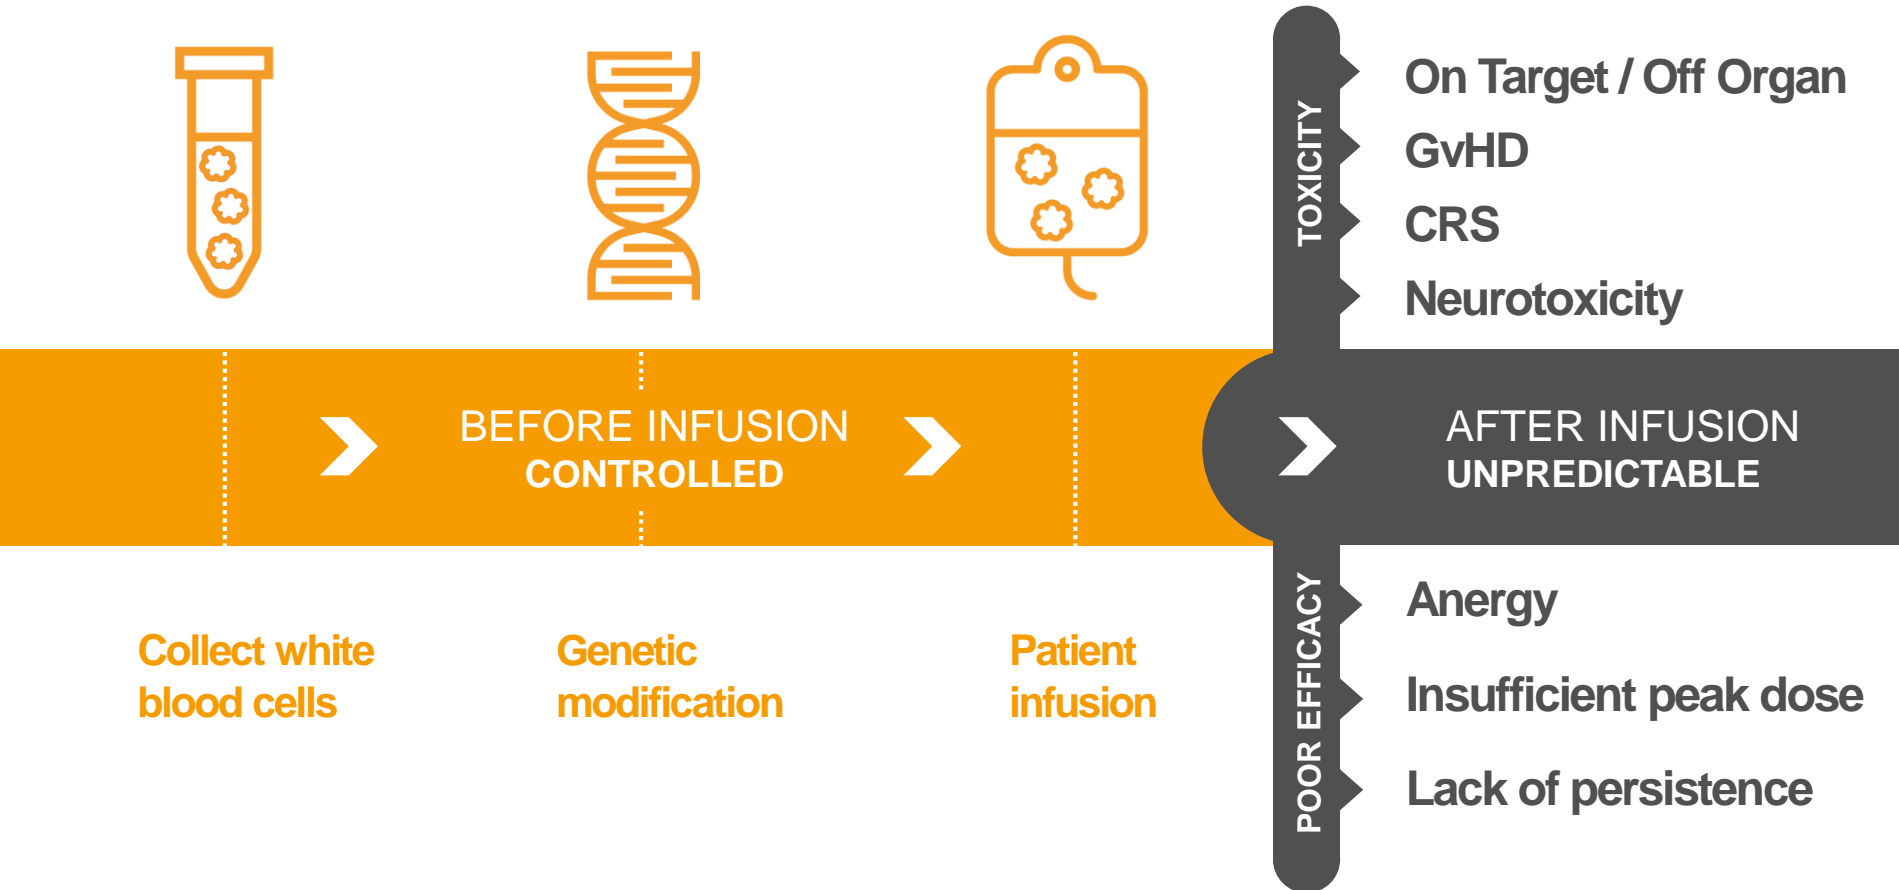 TOXICITY
On Target / Off Organ
GvHD
CRS
Neurotoxicity
BEFORE INFUSION
CONTROLLED
AFTER INFUSION
UNPREDICTABLE
Collect white
blood cells
Genetic
modification
Patient
infusion
POOR EFFICACY
Anergy
Insufficient peak dose
Lack of persistence